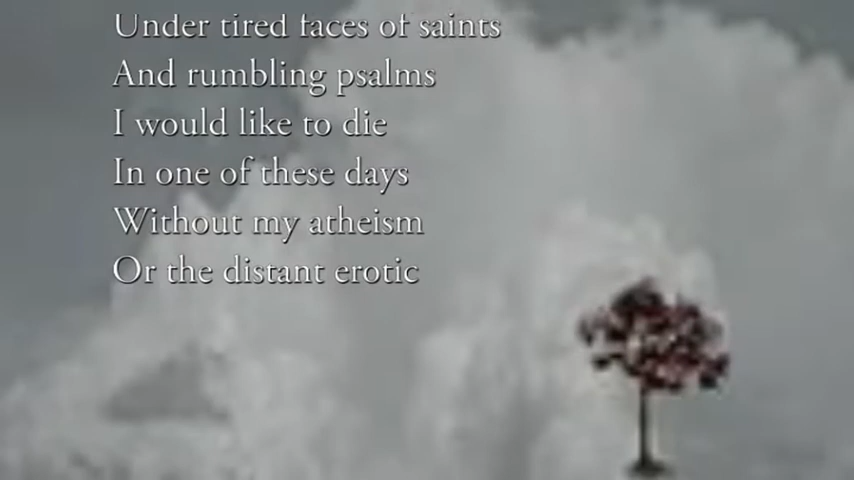 Under tired faces of saints
And rumbling psalms
I would like to die
In one of these days
Without my atheism
Or the distant erotic